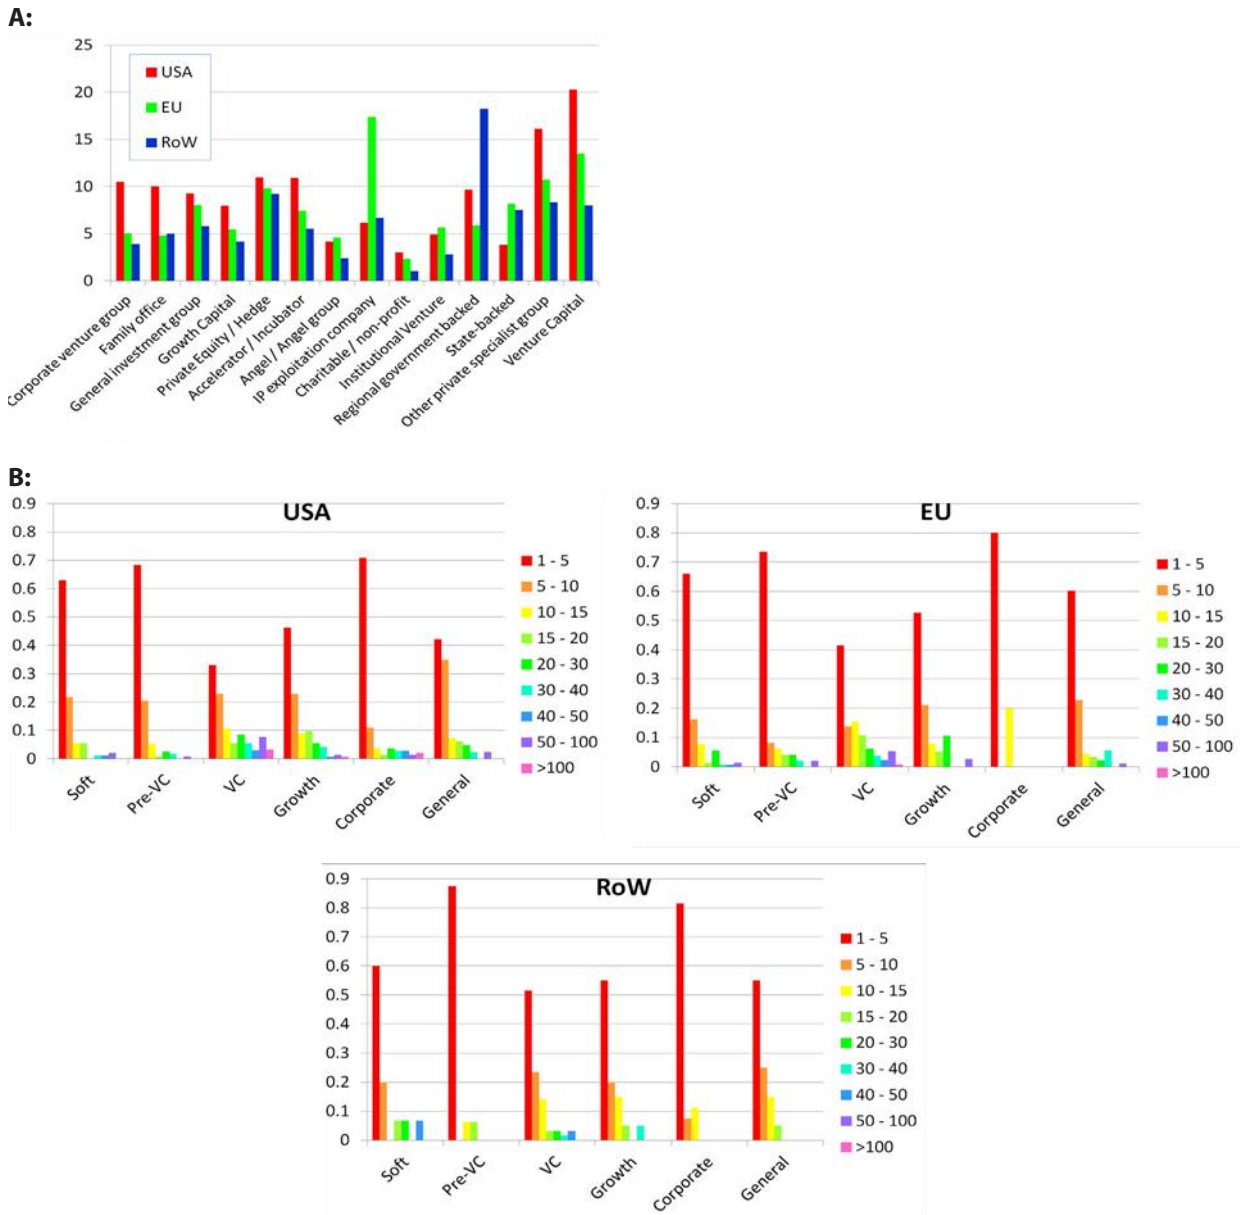 A:
25
20
15
10
5
0
USA
EU
RoW
Corporate venture group
Family office
General investment group
Growth Capital
Private Equity / Hedge
Accelerator / Incubator
Angel / Angel group
IP exploitation company
Charitable / non-profit
Institutional Venture
Regional government backed
State-backed
Other private specialist group
Venture Capital
B:
USA
0.9
0.8
0.7
0.6
0.5
0.4
0.3
0.2
0.1
0
Soft
Pre-VC
VC
Growth
Corporate
General
1 - 5
5 - 10
10 - 15
15 - 20
20 - 30
30 - 40
40 - 50
50 - 100
>100
EU
0.9
0.8
0.7
0.6
0.5
0.4
0.3
0.2
0.1
0
Soft
Pre-VC
VC
Growth
Corporate
General
1 - 5
5 - 10
10 - 15
15 - 20
20 - 30
30 - 40
40 - 50
50 - 100
>100
RoW
0.9
0.8
0.7
0.6
0.5
0.4
0.3
0.2
0.1
0
Soft
Pre-VC
VC
Growth
Corporate
General
1 - 5
5 - 10
10 - 15
15 - 20
20 - 30
30 - 40
40 - 50
50 - 100
>100